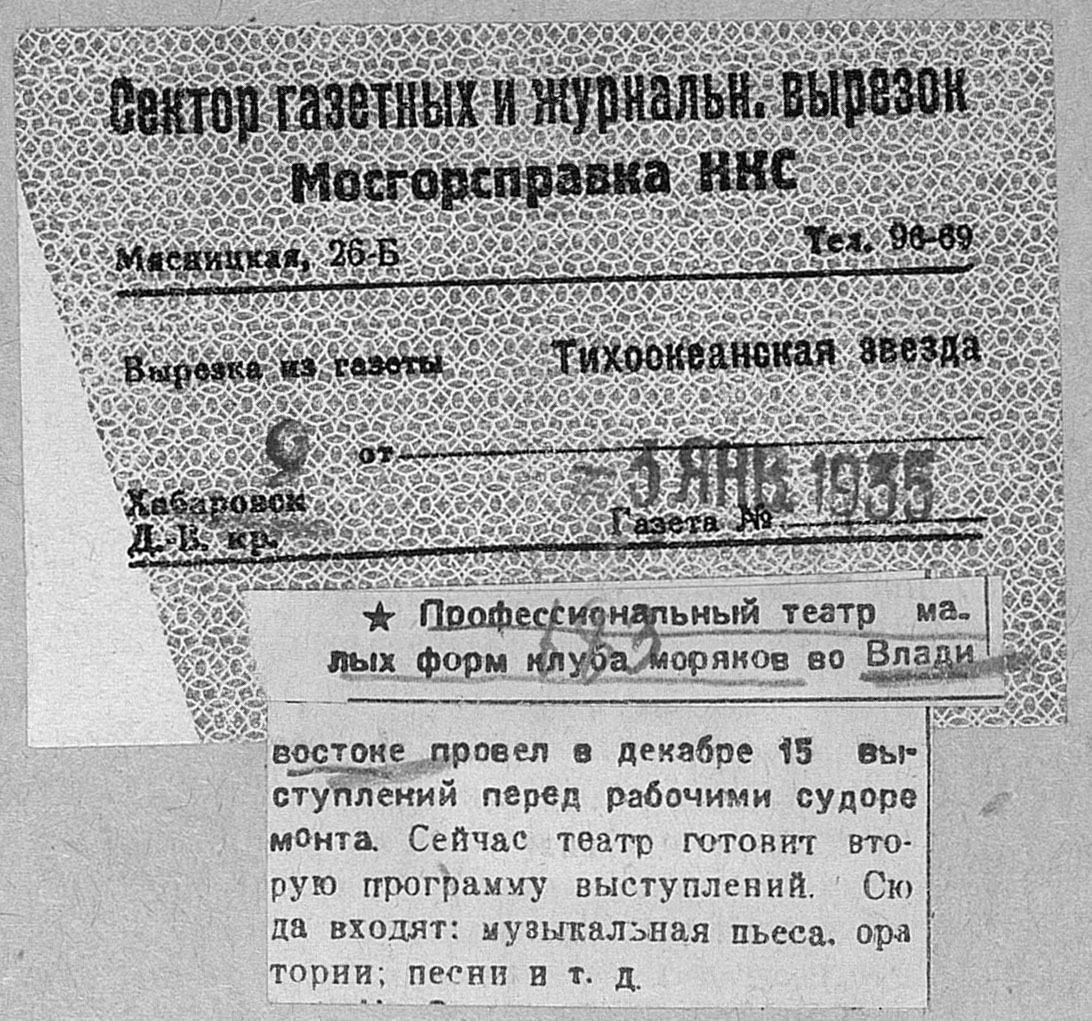 Сектор газетных и журнальн. вырезок
Мосгорсправка НКС
Мясницкая, 26-Б Тел. 96-69
Вырезка из газеты Тихоокеанская звезда
9 от
ЯНВ 1935
Хабаровск
Д.-В. кр. Газета №
★ Профессиональный театр ма-
лых форм клуба моряков во Влади
востоке провел в декабре 15 вы-
ступлений перед рабочими судоре
монта. Сейчас театр готовит вто-
рую программу выступлений. Сю
да входят: музыкальная пьеса, ора
тории; песни и т. д.